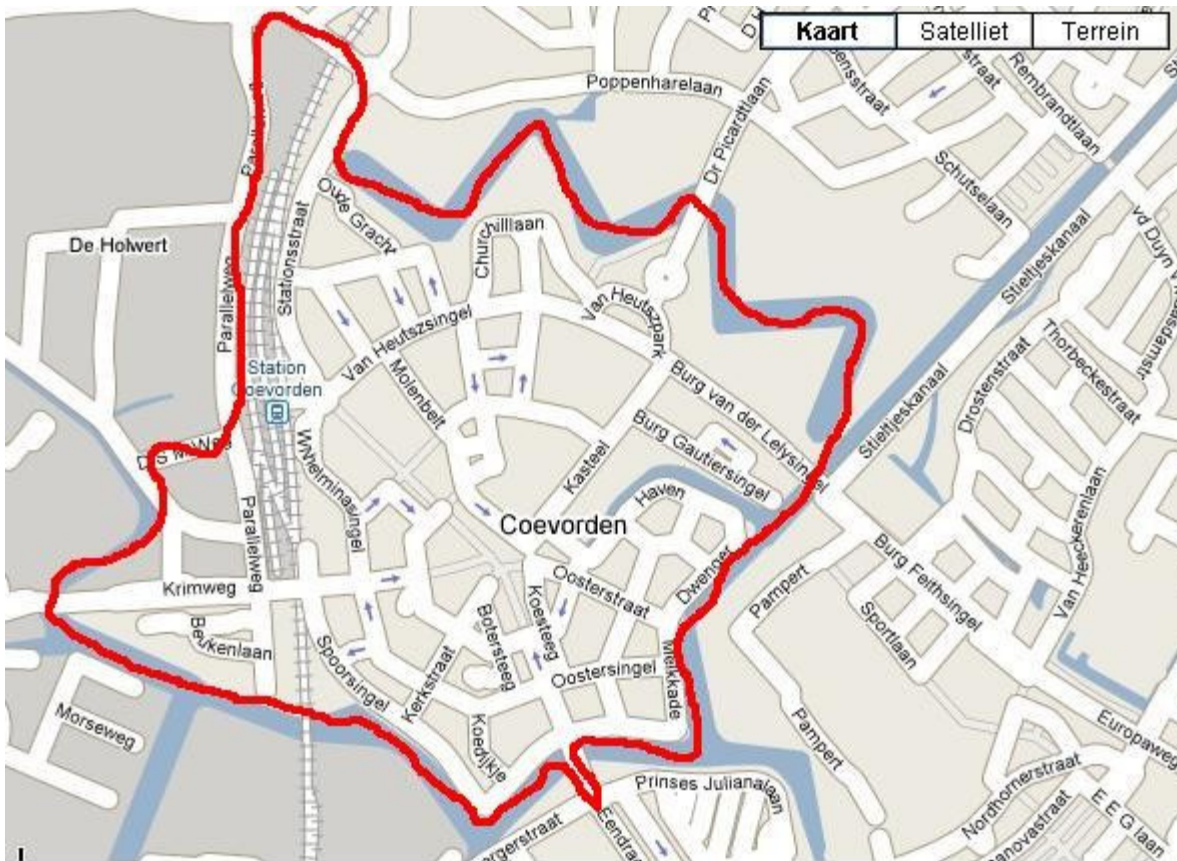 Kaart
Satelliet
Terrein
Poppenharelaan
Rembrandtlaan
Parallelweg
Dr Picardtlaan
Schutselaan
Oude Gracht
Churchilllaan
De Holwert
Stationsstraat
Stieltjeskanaal
Parallelweg
Van Heutszsingel
Van Heutszpark
Thorbeckestraat
Station
Coevorden
Molenbelt
Burg van der Lelysingel
Stieltjeskanaal
Drostenstraat
Burg Gautiersingel
Kasteel
Wilhelminasingel
Haven
Coevorden
Parallelweg
Burg Feithsingel
Van Heeckerenlaan
Krimweg
Oosterstraat
Dwenger
Pampert
Sportlaan
Beukenlaan
Botersteeg
Koesteeg
Spoorsingel
Kerkstraat
Oostersingel
Morseweg
Koedijkje
Pampert
Europaweg
Prinses Julianalaan
Nordhornerstraat
E E G laan